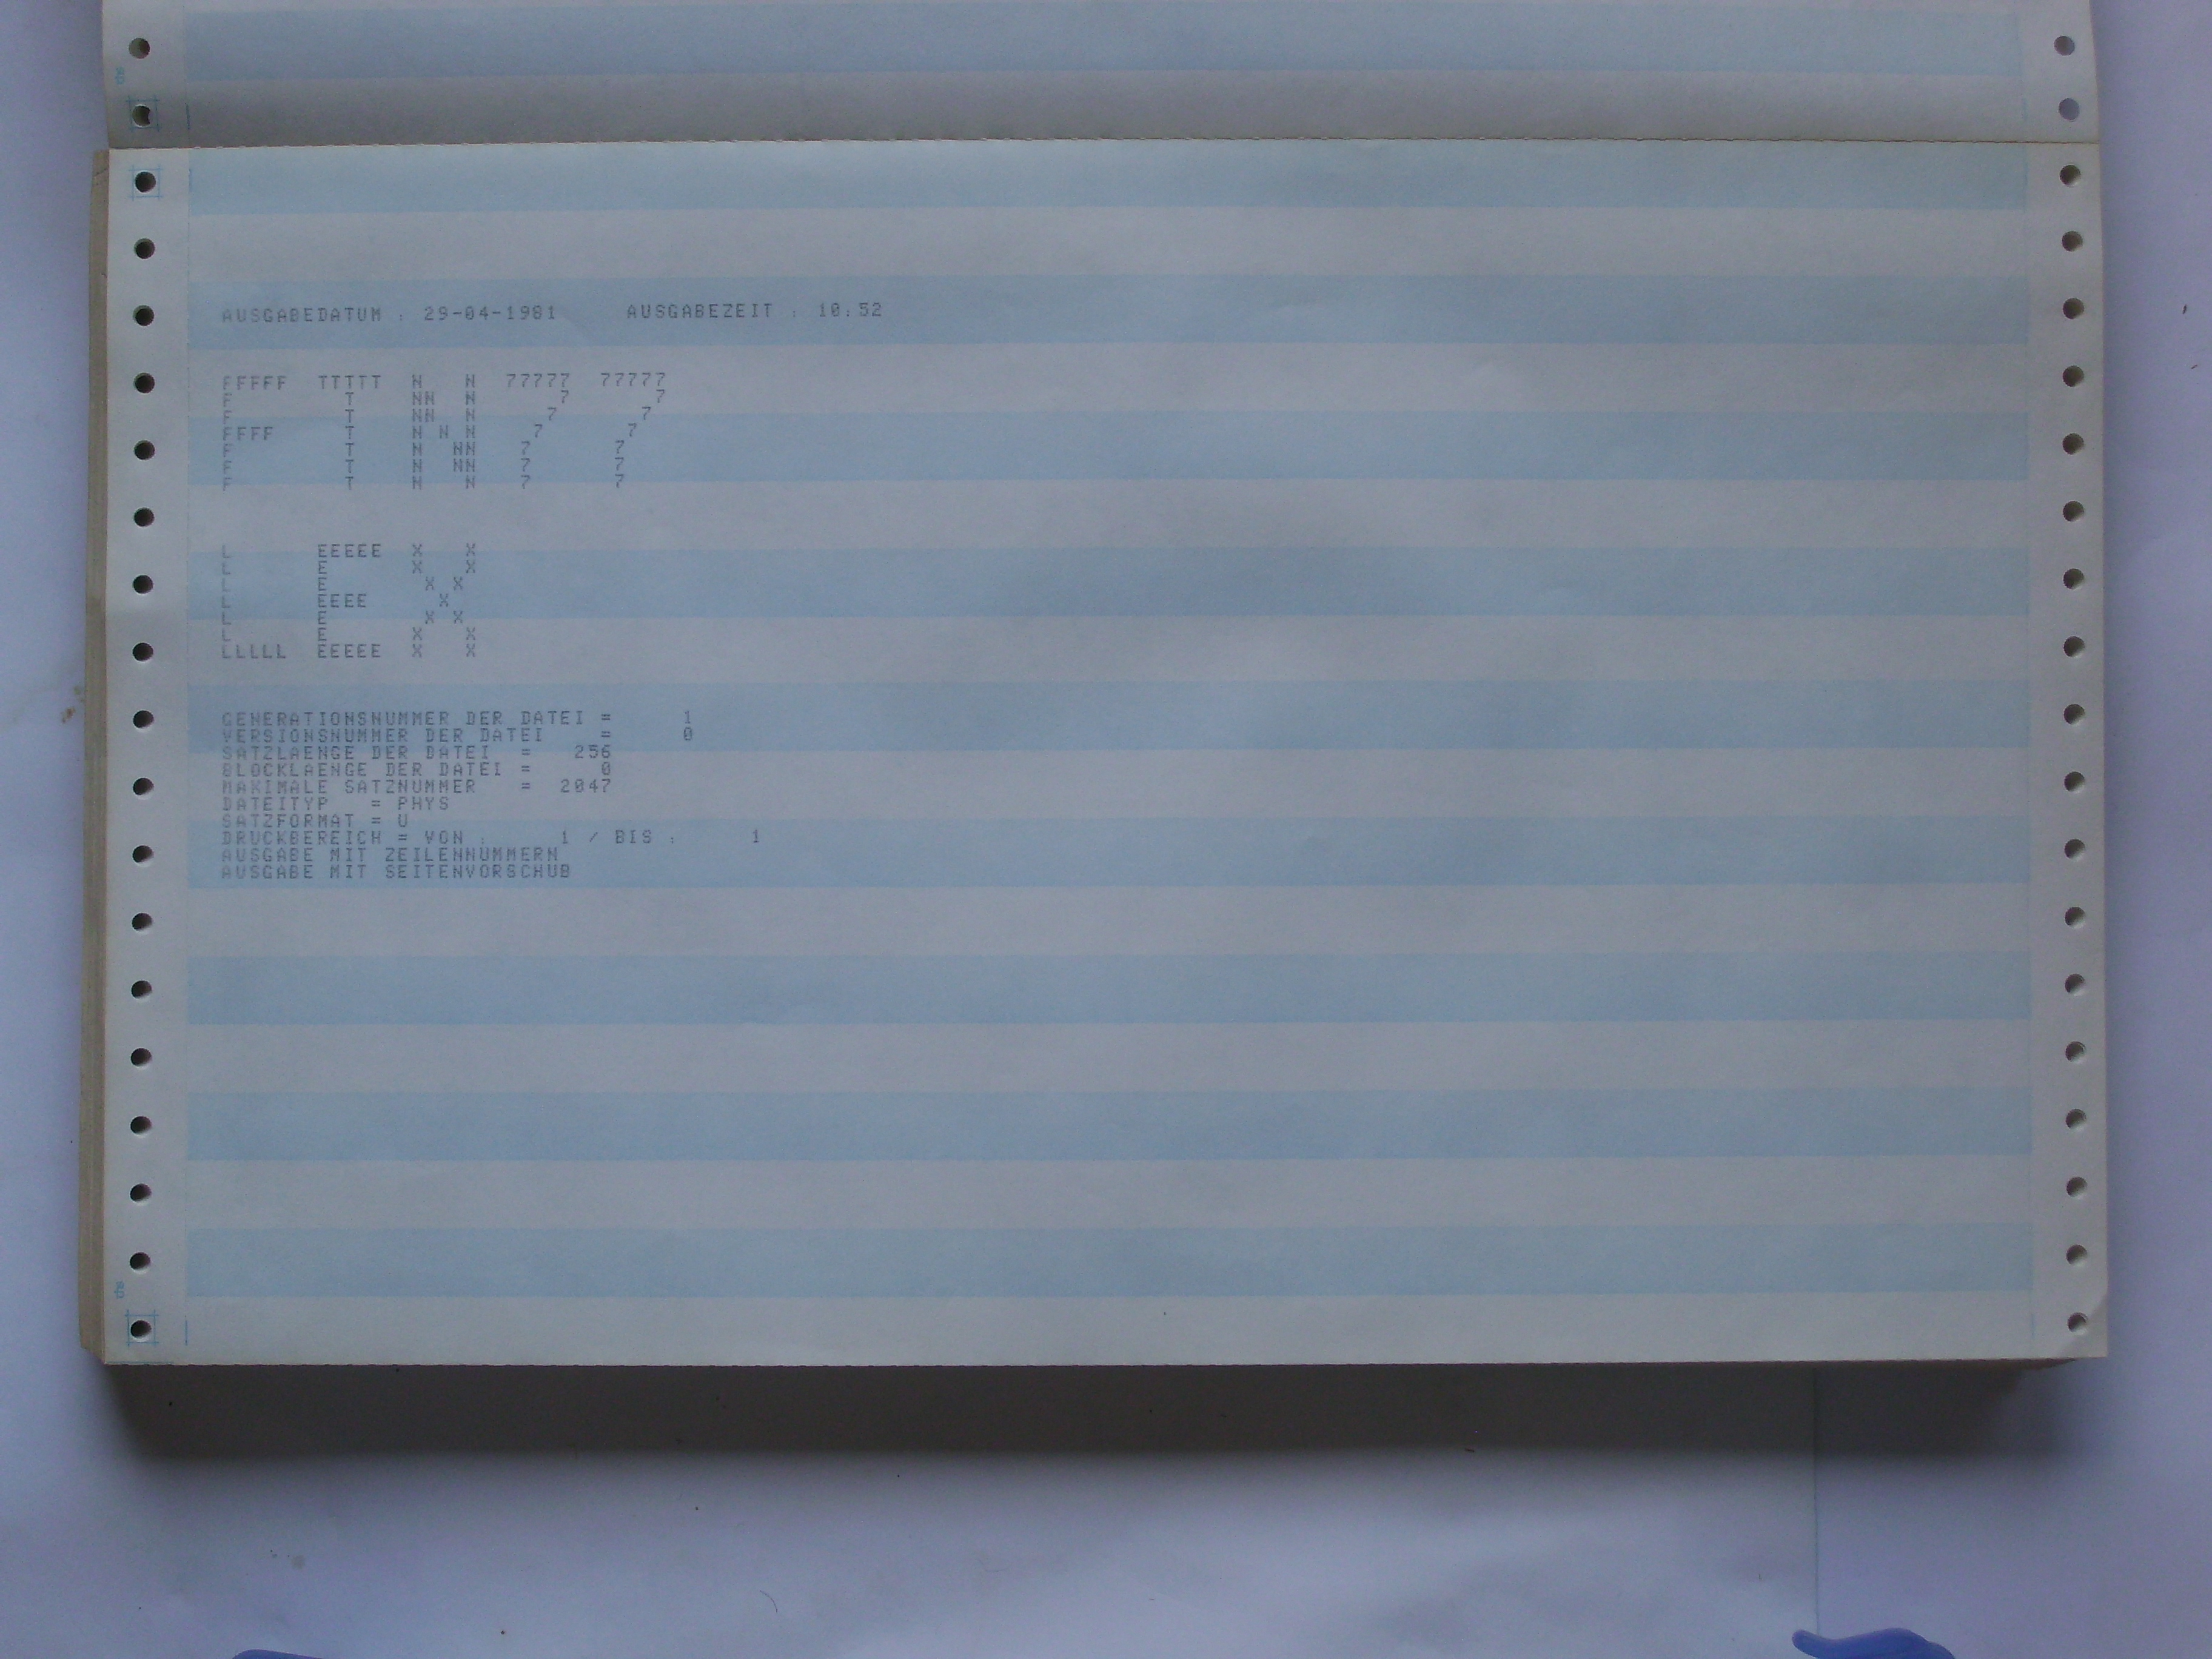 AUSGABEDATUM : 29-04-1981     AUSGABEZEIT : 10:52
FFFFF  TTTTT  N   N  77777  77777
F        T    NN  N      7      7
F        T    NN  N     7      7
FFFF     T    N N N    7      7
F        T    N  NN   7      7
F        T    N  NN   7      7
F        T    N   N   7      7
L      EEEEE  X   X
L      E      X   X
L      E       X X
L      EEEE     X
L      E       X X
L      E      X   X
LLLLL  EEEEE  X   X
GENERATIONSNUMMER DER DATEI =     1
VERSIONSNUMMER DER DATEI    =     0
SATZLAENGE DER DATEI  =   256
BLOCKLAENGE DER DATEI =     0
MAXIMALE SATZNUMMER   =  2047
DATEITYP   = PHYS
SATZFORMAT = U
DRUCKBEREICH = VON :     1 / BIS :     1
AUSGABE MIT ZEILENNUMMERN
AUSGABE MIT SEITENVORSCHUB